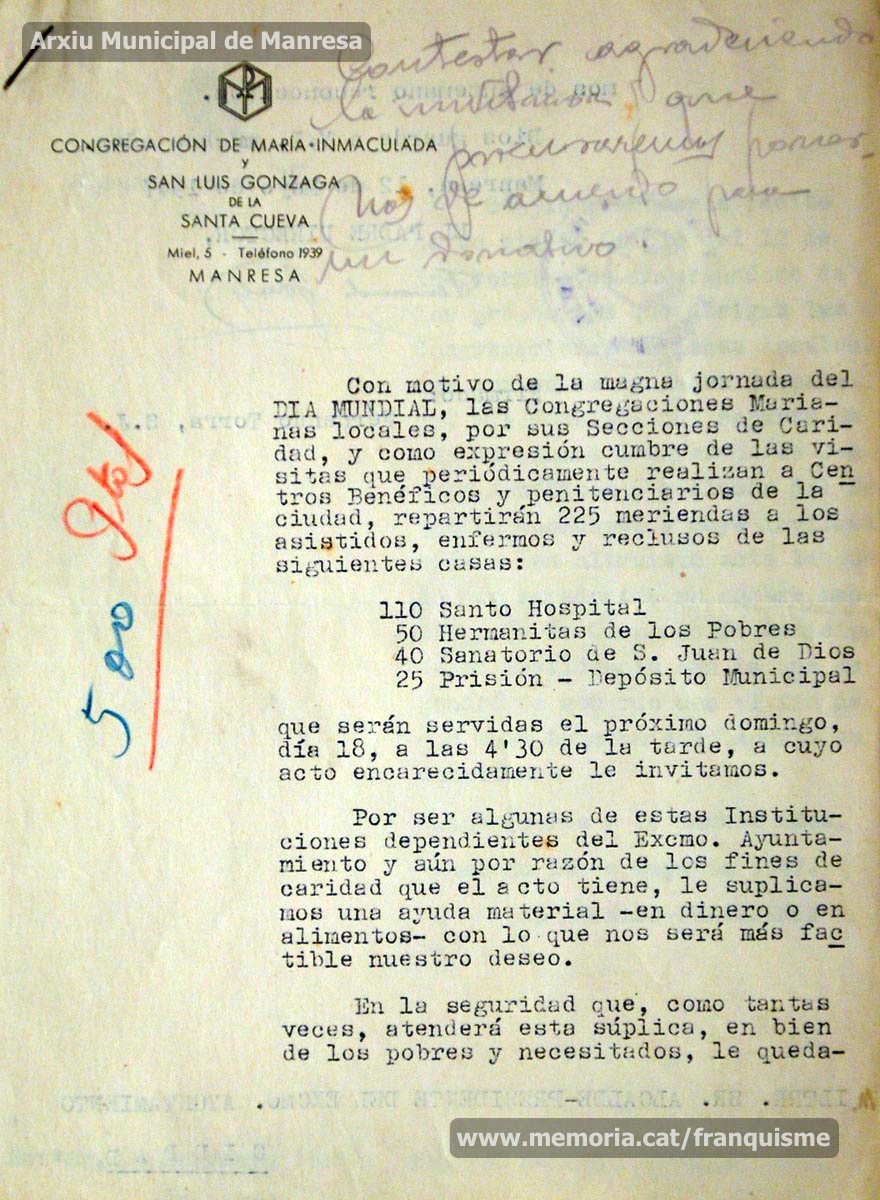 Arxiu Municipal de Manresa
Contestar agradeciendo
la invitación y que
procuraremos poner-
nos de acuerdo para
un donativo.
CONGREGACIÓN DE MARÍA·INMACULADA
Y
SAN LUIS GONZAGA
DE LA
SANTA CUEVA
Miel, 5 - Teléfono 1939
MANRESA
Con motivo de la magna jornada del
DIA MUNDIAL, las Congregaciones Maria-
nas locales, por sus Secciones de Cari-
dad, y como expresión cumbre de las vi-
sitas que periódicamente realizan a Cen
tros Benéficos y penitenciarios de la
ciudad, repartirán 225 meriendas a los
asistidos, enfermos y reclusos de las
siguientes casas:
110 Santo Hospital
50 Hermanitas de los Pobres
40 Sanatorio de S. Juan de Dios
25 Prisión - Depósito Municipal
que serán servidas el próximo domingo,
día 18, a las 4'30 de la tarde, a cuyo
acto encarecidamente le invitamos.
Por ser algunas de estas Institu-
ciones dependientes del Excmo. Ayunta-
miento y aún por razón de los fines de
caridad que el acto tiene, le suplica-
mos una ayuda material -en dinero o en
alimentos- con lo que nos será más fac
tible nuestro deseo.
En la seguridad que, como tantas
veces, atenderá esta súplica, en bien
de los pobres y necesitados, le queda-
www.memoria.cat/franquisme